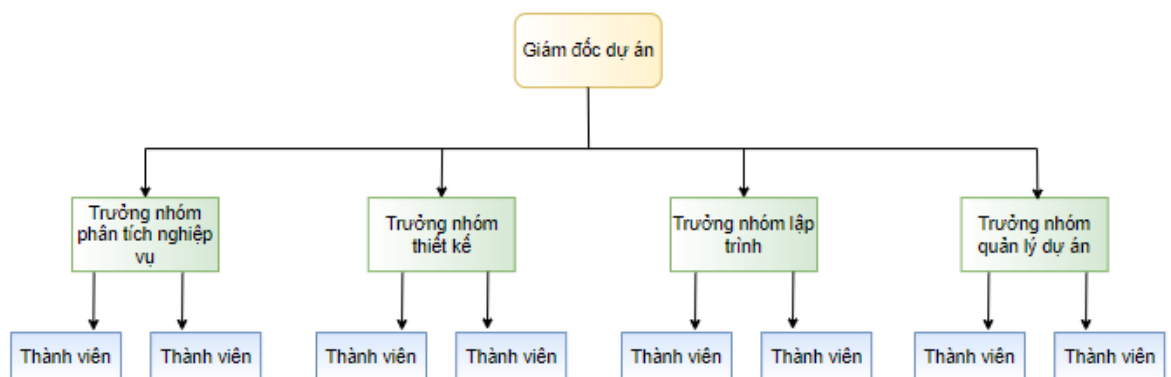 Giám đốc dự án
Trưởng nhóm
phân tích nghiệp
vụ
Trưởng nhóm
thiết kế
Trưởng nhóm lập
trình
Trưởng nhóm
quản lý dự án
Thành viên
Thành viên
Thành viên
Thành viên
Thành viên
Thành viên
Thành viên
Thành viên